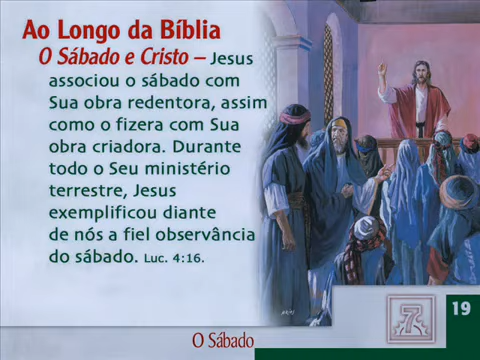 Ao Longo da Bíblia
O Sábado e Cristo – Jesus
associou o sábado com
Sua obra redentora, assim
como o fizera com Sua
obra criadora. Durante
todo o Seu ministério
terrestre, Jesus
exemplificou diante
de nós a fiel observância
do sábado. Luc. 4:16.
7
19
O Sábado